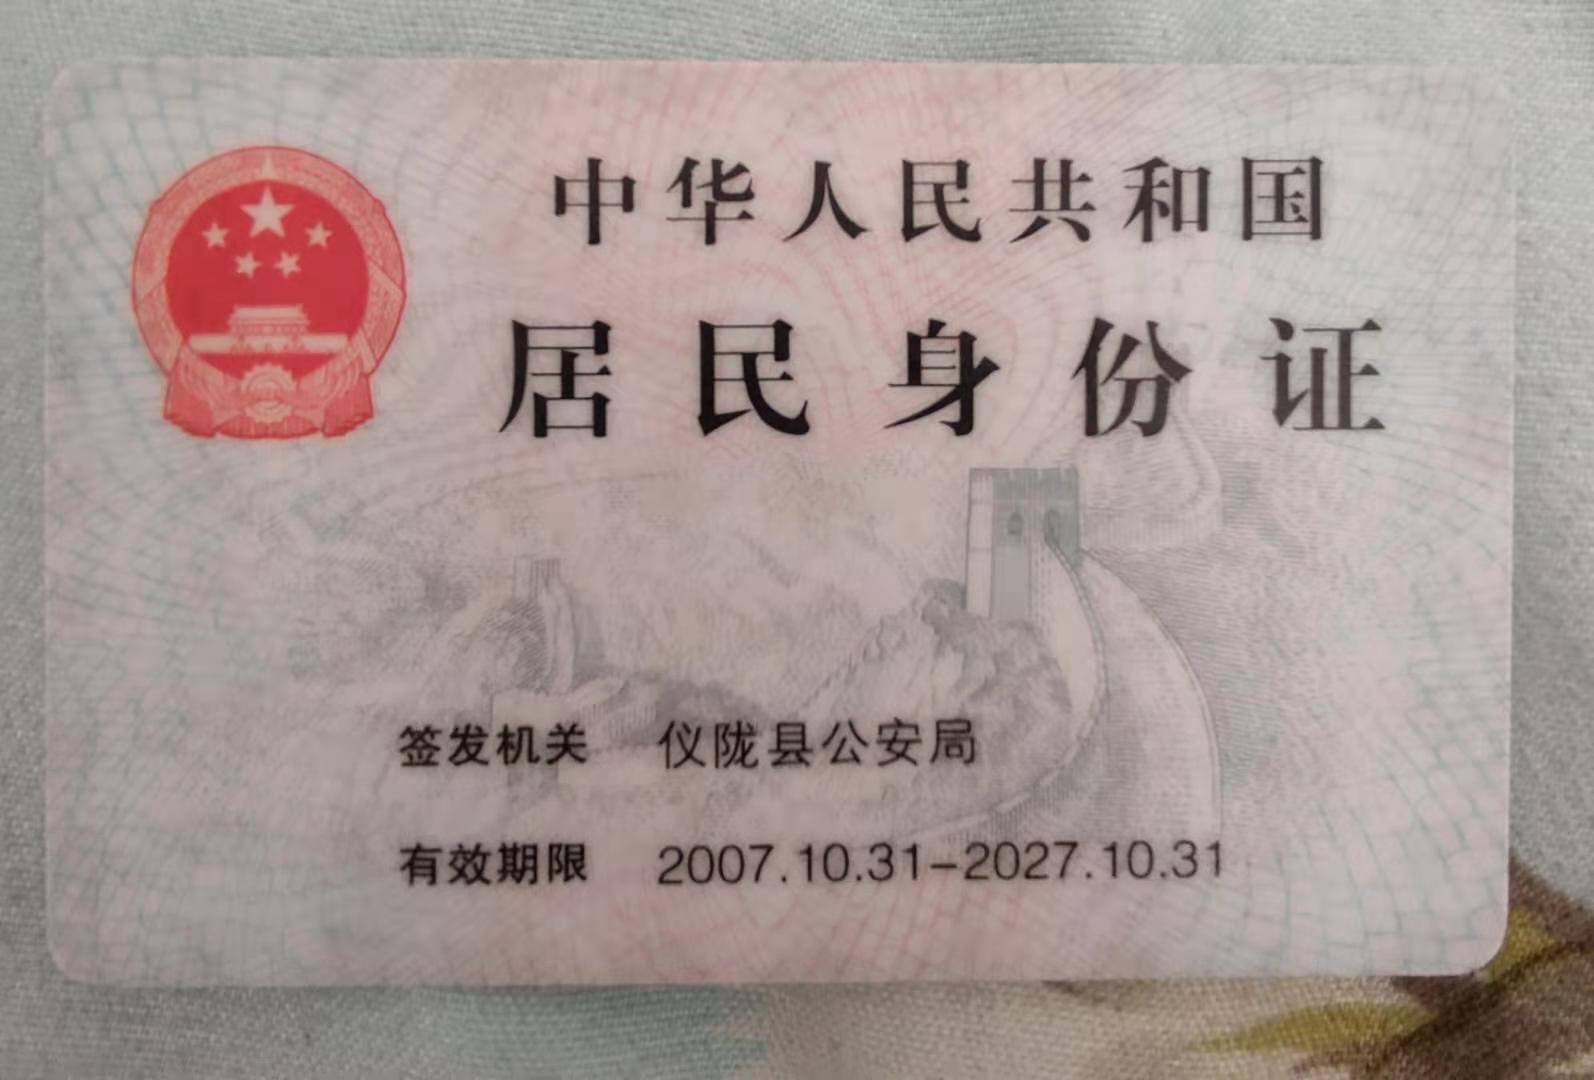 中华人民共和国
居民身份证
签发机关 仪陇县公安局
有效期限 2007.10.31-2027.10.31